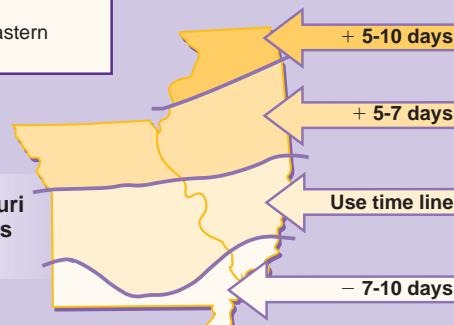 astern
+ 5-10 days
+ 5-7 days
uri
s
Use time line
− 7-10 days